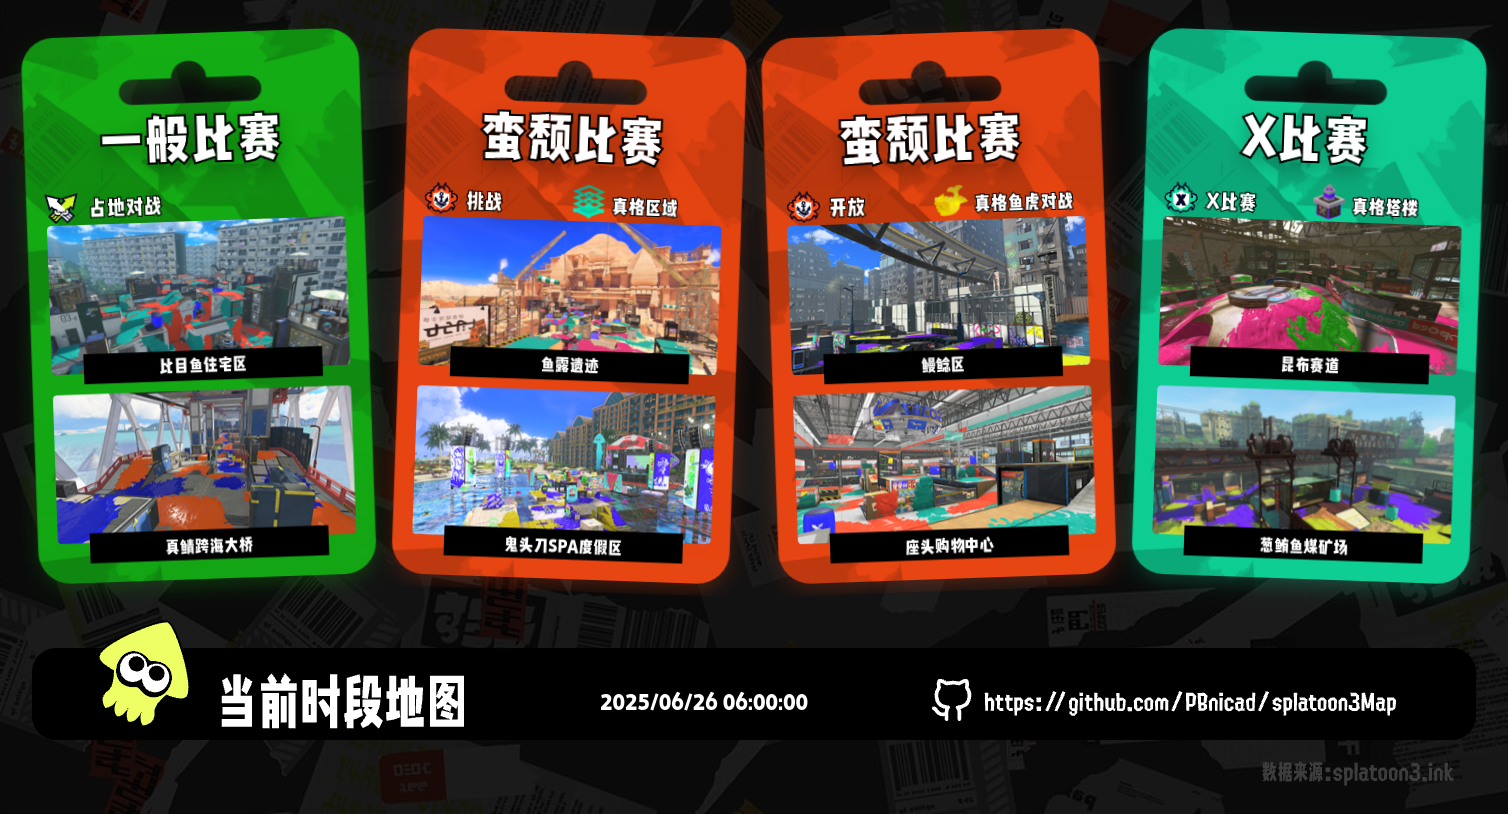 一般比赛
占地对战
比目鱼住宅区
真鲭跨海大桥
蛮颓比赛
挑战
真格区域
鱼露遗迹
鬼头刀SPA度假区
蛮颓比赛
开放
真格鱼虎对战
鳗鲶区
座头购物中心
X比赛
X比赛
真格塔楼
昆布赛道
葱鲔鱼煤矿场
当前时段地图
2025/06/26 06:00:00
https://github.com/PBnicad/splatoon3Map
数据来源:splatoon3.ink